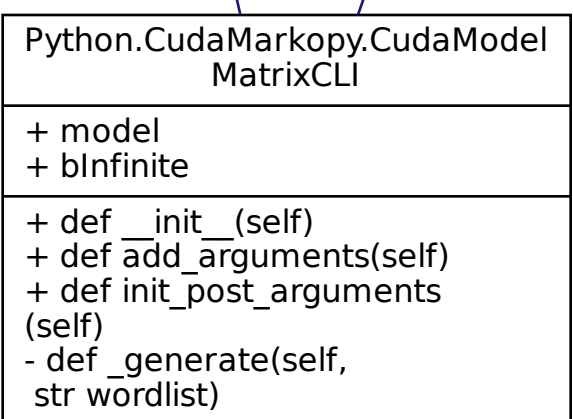 Python.CudaMarkopy.CudaModel
MatrixCLI
+ model
+ bInfinite
+ def __init__(self)
+ def add_arguments(self)
+ def init_post_arguments
(self)
- def _generate(self,
str wordlist)